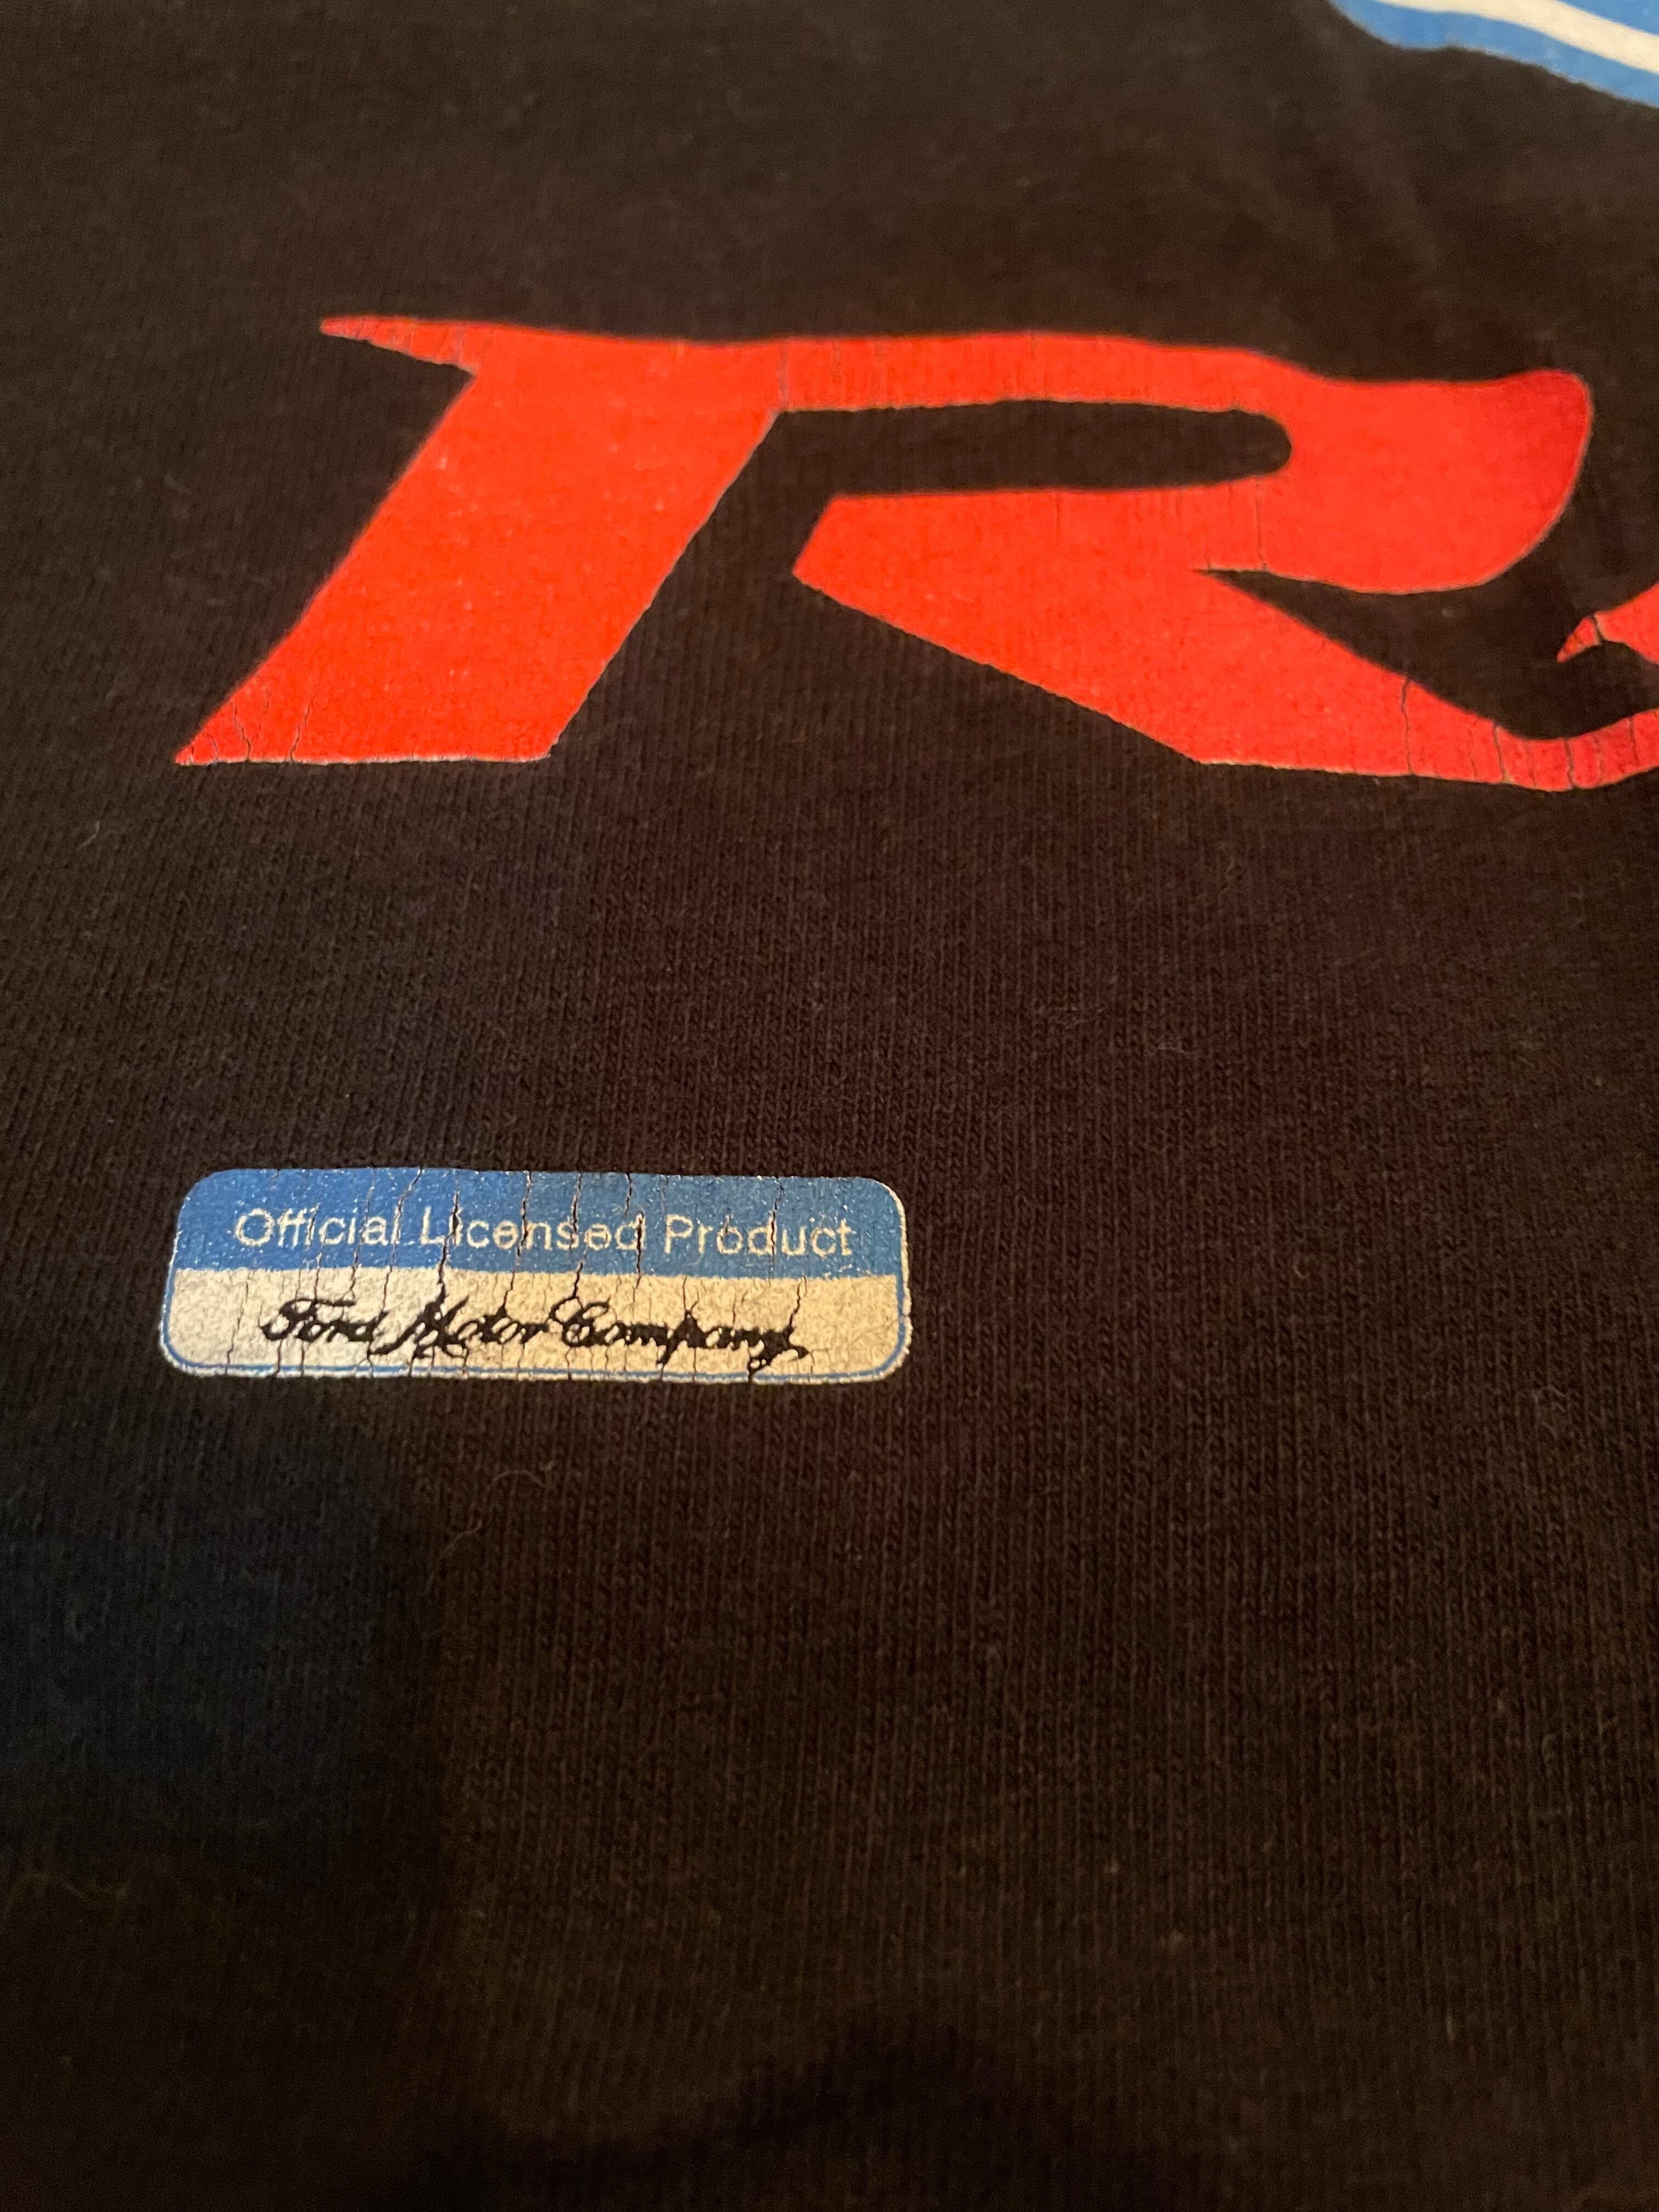 R
Official Licensed Product
Ford Motor Company